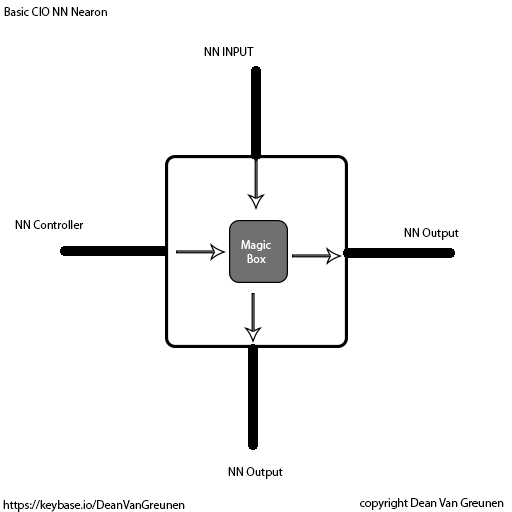 Basic CIO NN Nearon
NN INPUT
NN Controller
NN Output
Magic
Box
NN Output
https://keybase.io/DeanVanGreunen
copyright Dean Van Greunen